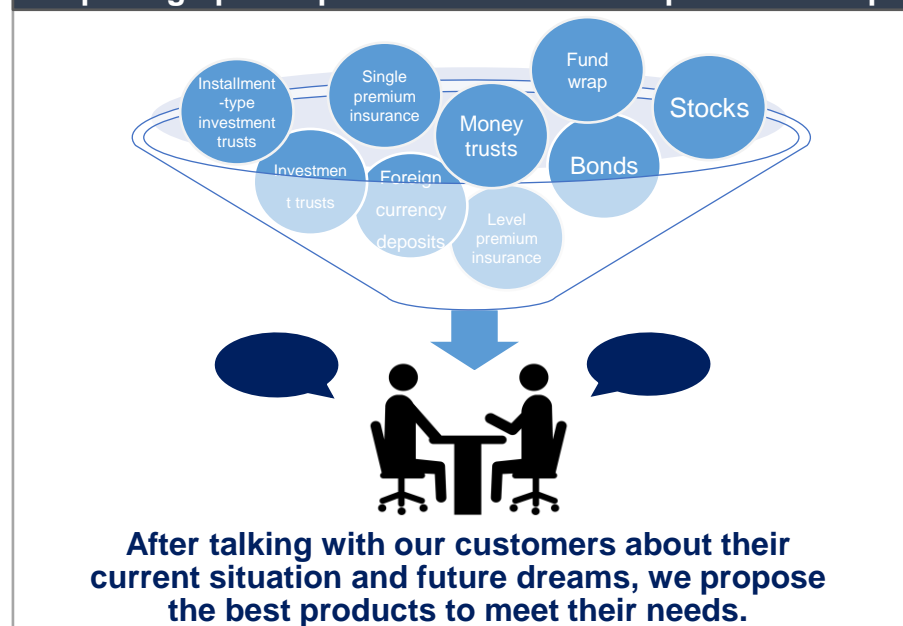 Fund
wrap
Single
premium
insurance
Installment
-type
investment
trusts
Stocks
Money
trusts
Bonds
Investmen
t trusts
Foreign
currency
deposits
Level
premium
insurance
After talking with our customers about their
current situation and future dreams, we propose
the best products to meet their needs.